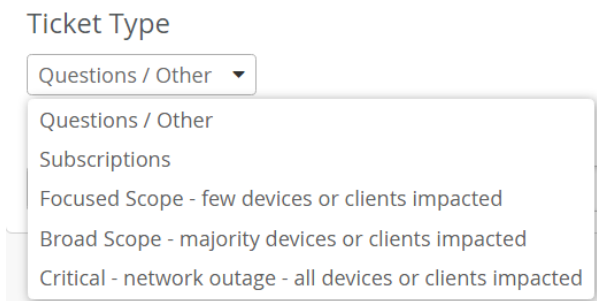 Ticket Type
Questions / Other
Questions / Other
Subscriptions
Focused Scope - few devices or clients impacted
Broad Scope - majority devices or clients impacted
Critical - network outage - all devices or clients impacted